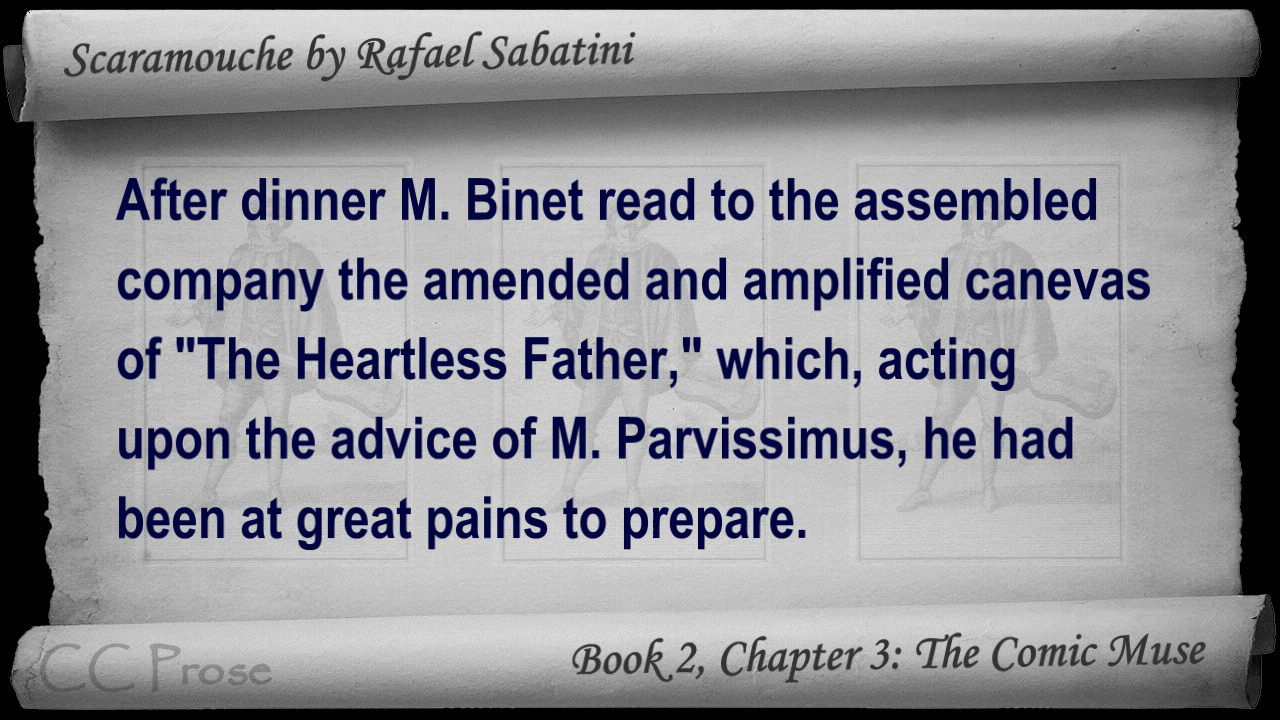 Scaramouche by Rafael Sabatini
After dinner M. Binet read to the assembled
company the amended and amplified canevas
of "The Heartless Father," which, acting
upon the advice of M. Parvissimus, he had
been at great pains to prepare.
CC Prose
Book 2, Chapter 3: The Comic Muse